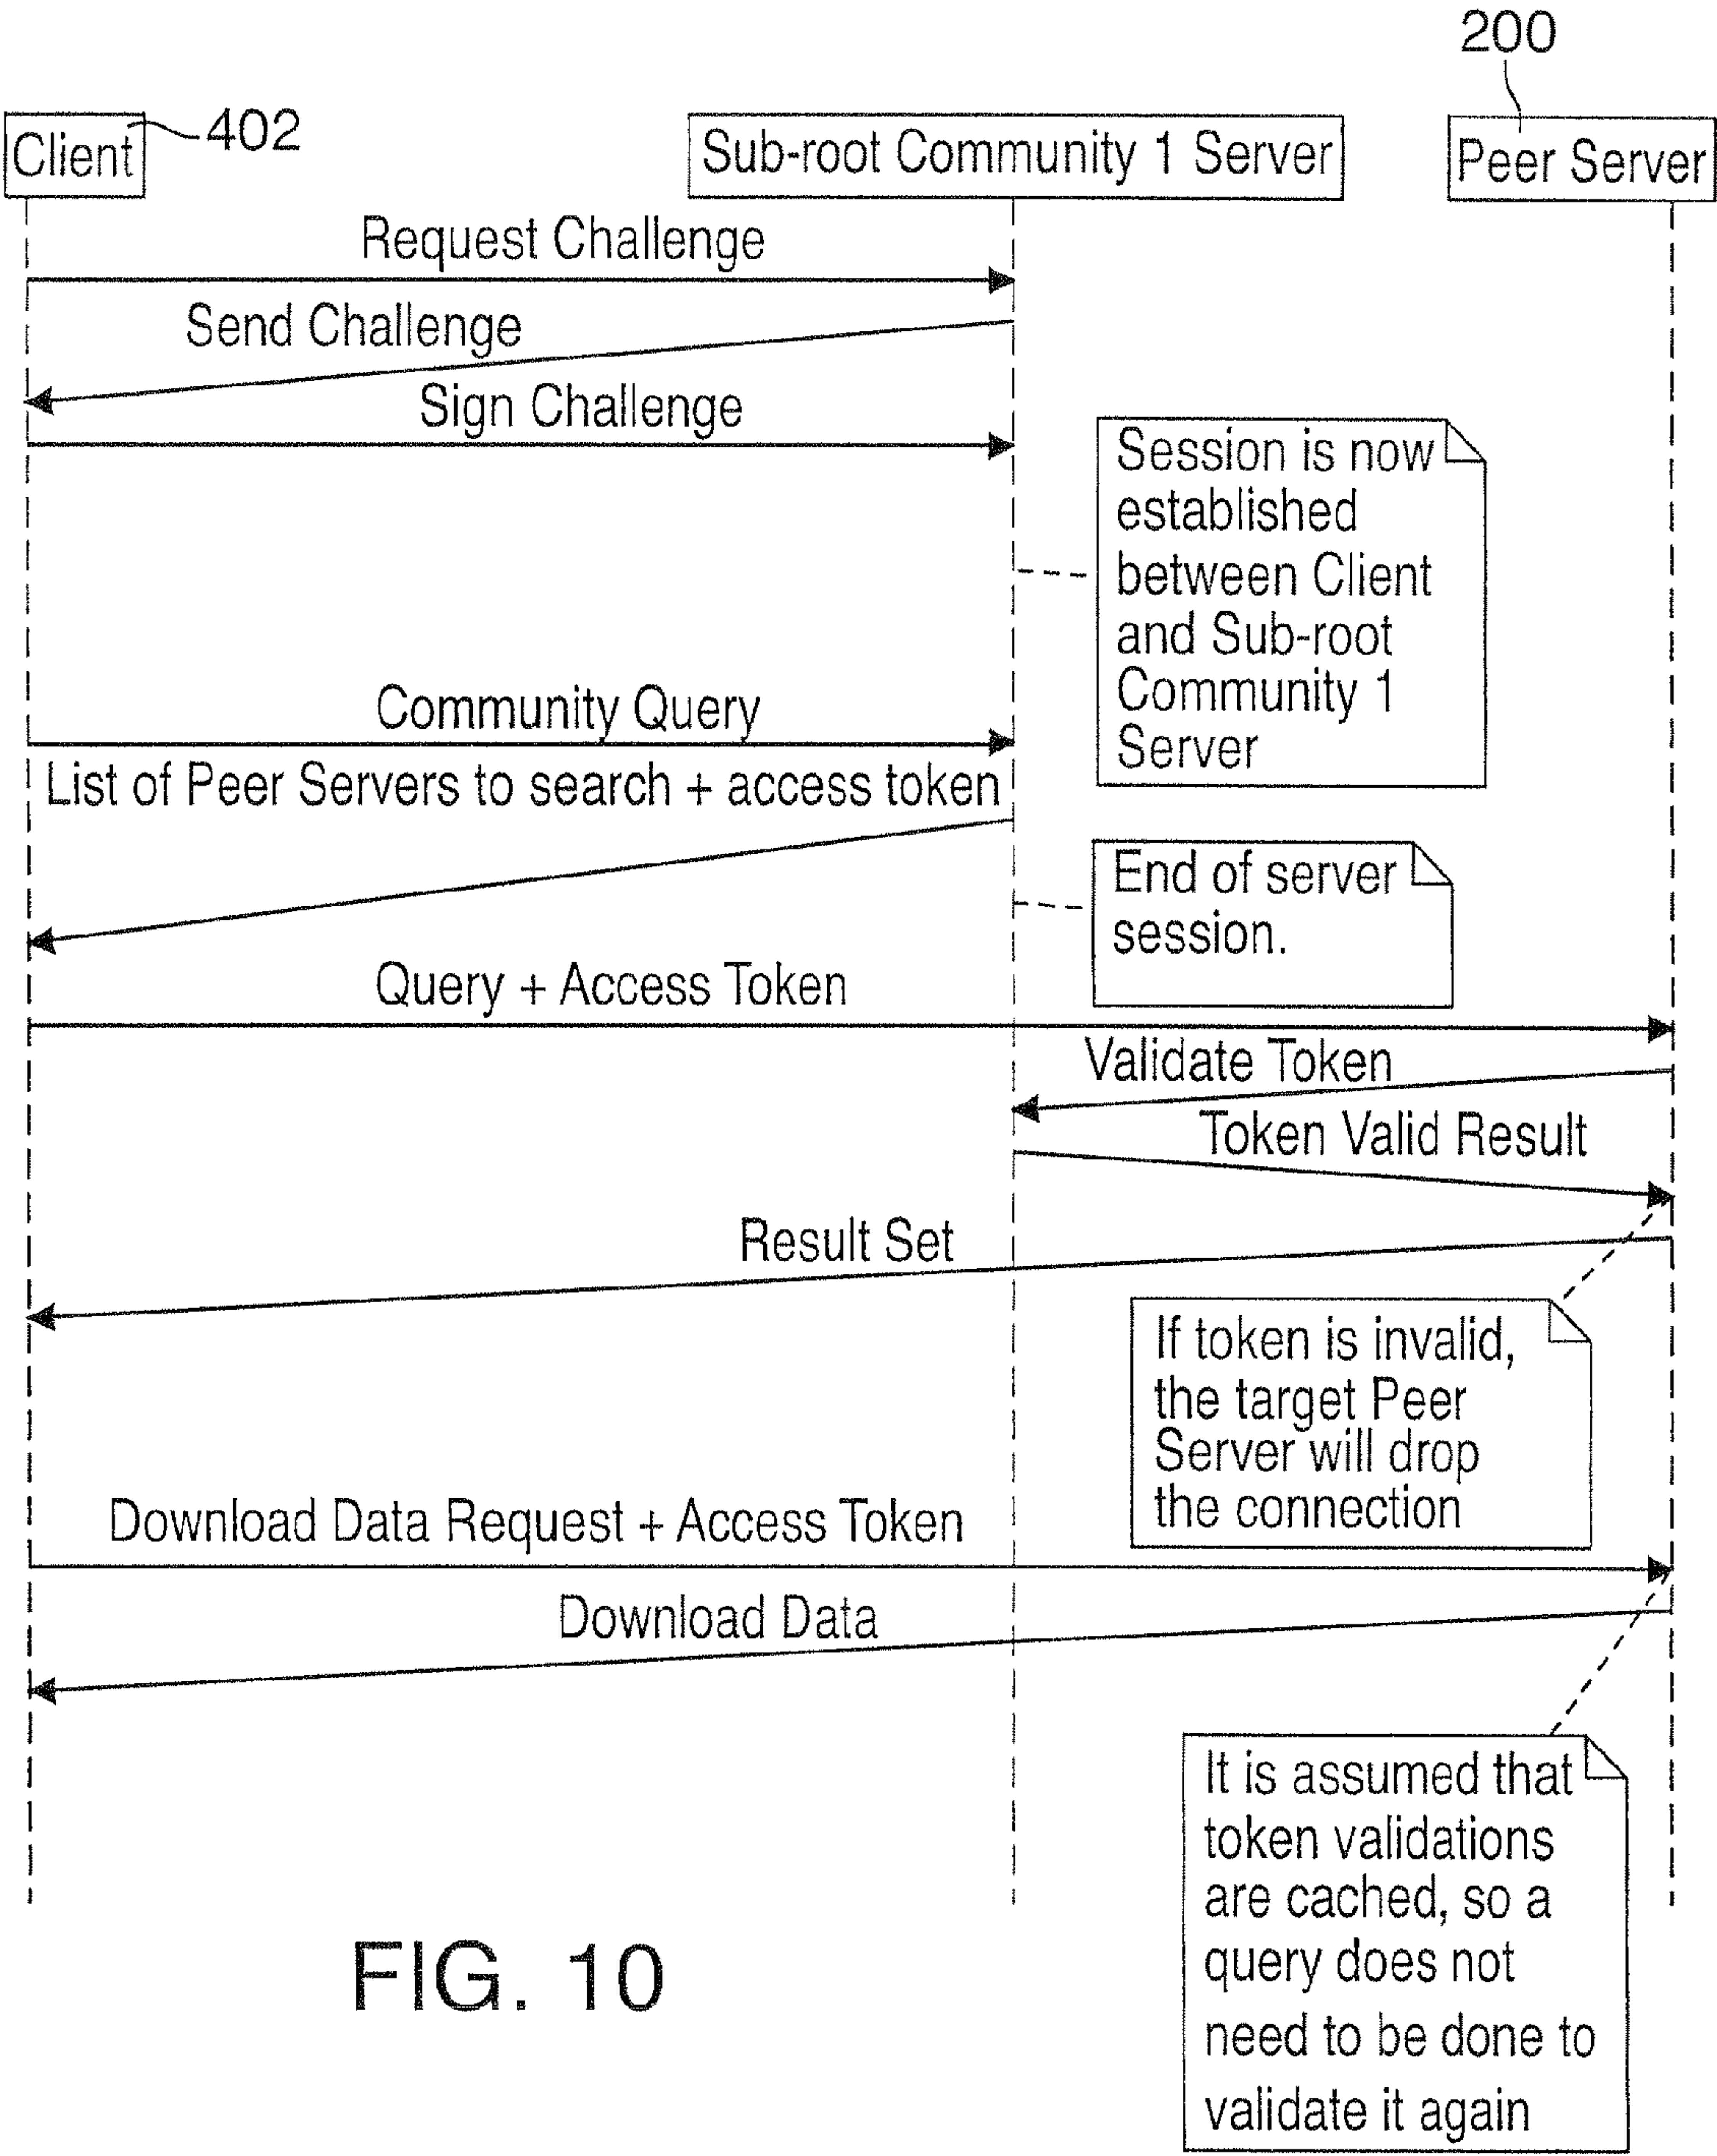 200
Client
402
Sub-root Community 1 Server
Peer Server
Request Challenge
Send Challenge
Sign Challenge
Session is now
established
between Client
and Sub-root
Community 1
Server
Community Query
List of Peer Servers to search + access token
End of server
session.
Query + Access Token
Validate Token
Token Valid Result
Result Set
If token is invalid,
the target Peer
Server will drop
the connection
Download Data Request + Access Token
Download Data
It is assumed that
token validations
are cached, so a
query does not
need to be done to
validate it again
FIG. 10